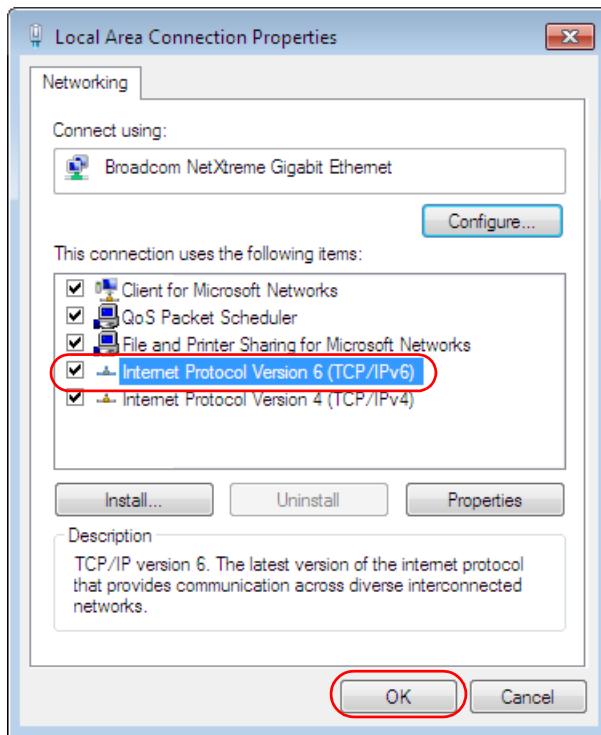 Local Area Connection Properties
Networking
Connect using:
Broadcom NetXtreme Gigabit Ethernet
Configure...
This connection uses the following items:
Client for Microsoft Networks
QoS Packet Scheduler
File and Printer Sharing for Microsoft Networks
Internet Protocol Version 6 (TCP/IPv6)
Internet Protocol Version 4 (TCP/IPv4)
Install...
Uninstall
Properties
Description
TCP/IP version 6. The latest version of the internet protocol
that provides communication across diverse interconnected
networks.
OK
Cancel